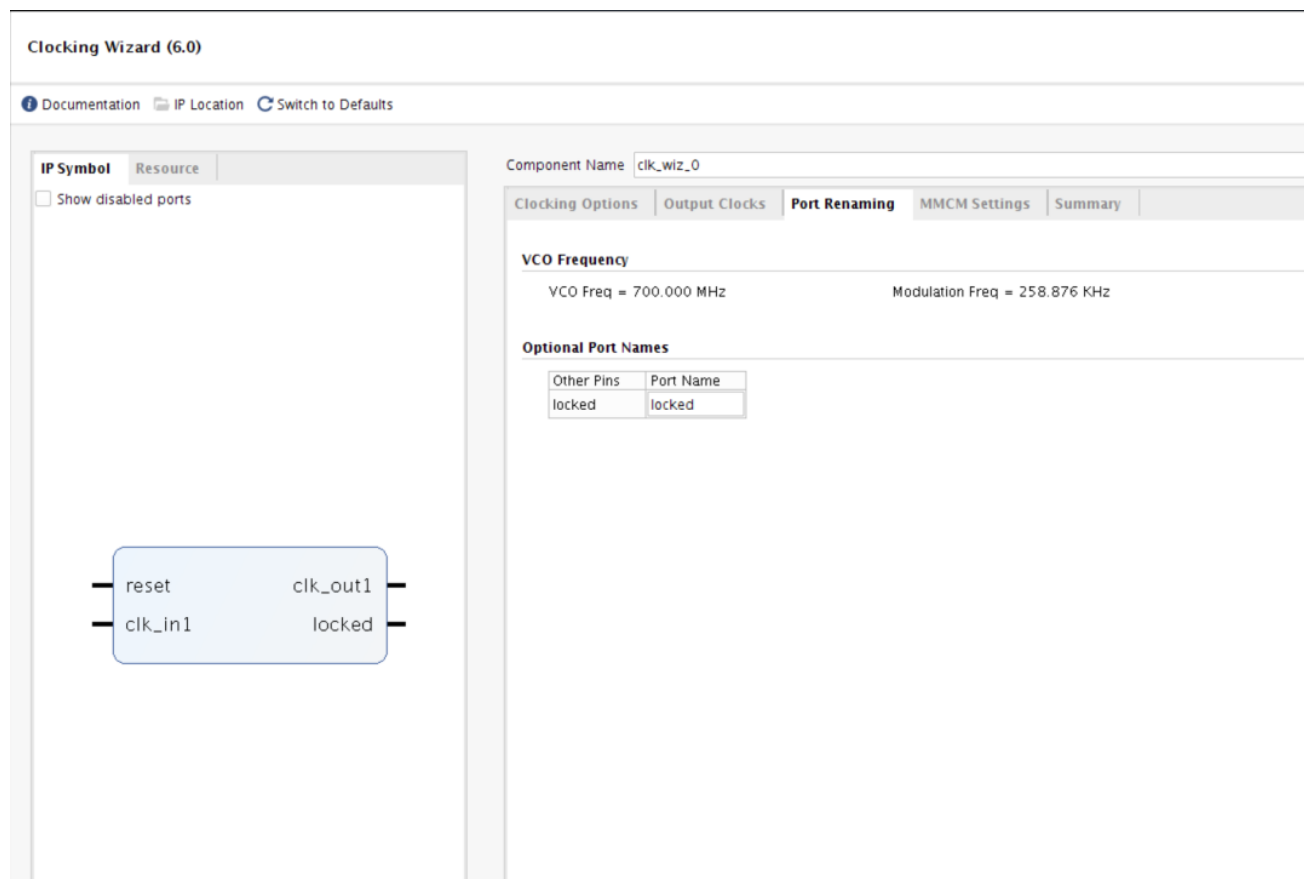 Clocking Wizard (6.0)
Documentation IP Location Switch to Defaults
IP Symbol Resource
Show disabled ports
reset clk_out1
clk_in1 locked
Component Name clk_wiz_0
Clocking Options Output Clocks Port Renaming MMCM Settings Summary
VCO Frequency
VCO Freq = 700.000 MHz Modulation Freq = 258.876 KHz
Optional Port Names
Other Pins Port Name
locked locked